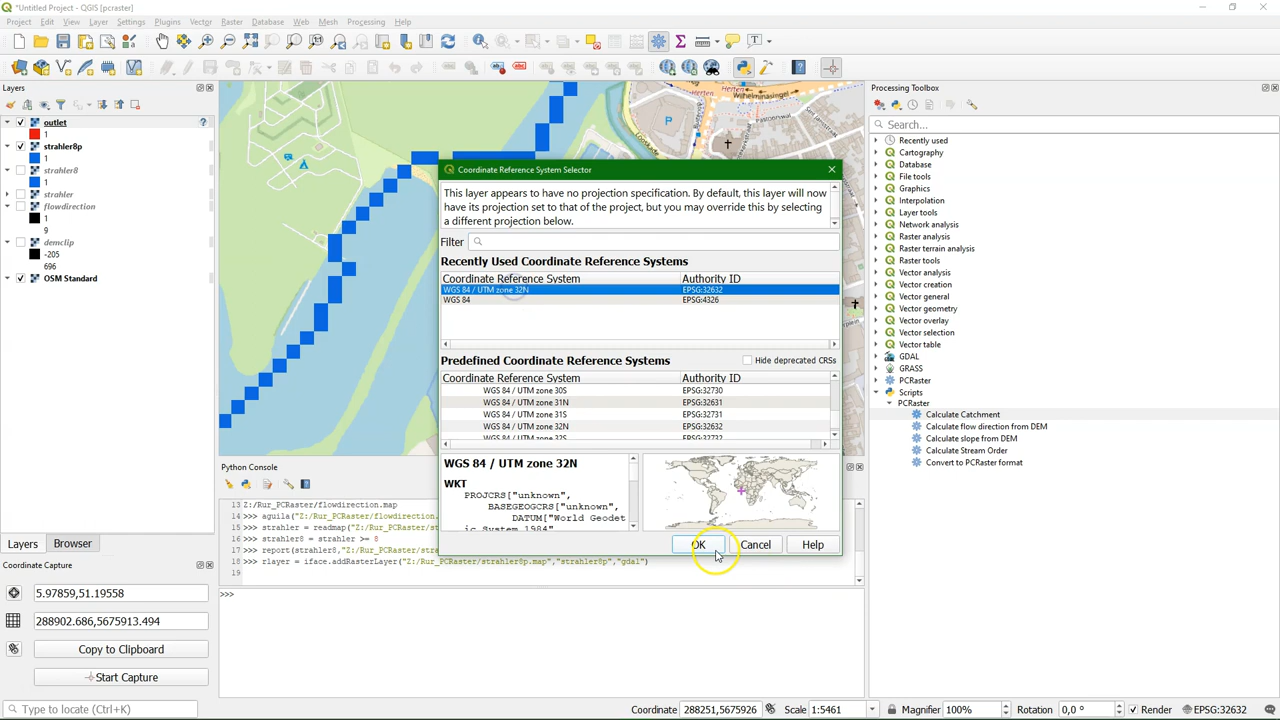 *Untitled Project - QGIS [pcraster]
Project Edit View Layer Settings Plugins Vector Raster Database Web Mesh Processing Help
Layers
outlet
1
strahler8p
1
strahler8
1
strahler
flowdirection
1
9
demclip
-205
696
OSM Standard
Layers Browser
Coordinate Capture
5.97859,51.19558
288902.686,5675913.494
Copy to Clipboard
Start Capture
Type to locate (Ctrl+K)
Herten
Wilhelminasingel
Herten
P
Coordinate Reference System Selector
This layer appears to have no projection specification. By default, this layer will now
have its projection set to that of the project, but you may override this by selecting
a different projection below.
Filter
Recently Used Coordinate Reference Systems
Coordinate Reference System Authority ID
WGS 84 / UTM zone 32N EPSG:32632
WGS 84 EPSG:4326
Predefined Coordinate Reference Systems Hide deprecated CRSs
Coordinate Reference System Authority ID
WGS 84 / UTM zone 30S EPSG:32730
WGS 84 / UTM zone 31N EPSG:32631
WGS 84 / UTM zone 31S EPSG:32731
WGS 84 / UTM zone 32N EPSG:32632
WGS 84 / UTM zone 32S EPSG:32732
WGS 84 / UTM zone 32N
WKT
PROJCRS["unknown",
BASEGEOGCRS["unknown",
DATUM["World Geodet
ic System 1984"
OK Cancel Help
Python Console
13 Z:/Rur_PCRaster/flowdirection.map
14 >>> aguila("Z:/Rur_PCRaster/flowdirection.
15 >>> strahler = readmap("Z:/Rur_PCRaster/st
16 >>> strahler8 = strahler >= 8
17 >>> report(strahler8,"Z:/Rur_PCRaster/stra
18 >>> rlayer = iface.addRasterLayer("Z:/Rur_PCRaster/strahler8p.map","strahler8p","gdal")
19
>>>
Processing Toolbox
Search...
Recently used
Cartography
Database
File tools
Graphics
Interpolation
Layer tools
Network analysis
Raster analysis
Raster terrain analysis
Raster tools
Vector analysis
Vector creation
Vector general
Vector geometry
Vector overlay
Vector selection
Vector table
GDAL
GRASS
PCRaster
Scripts
PCRaster
Calculate Catchment
Calculate flow direction from DEM
Calculate slope from DEM
Calculate Stream Order
Convert to PCRaster format
Coordinate 288251,5675926 Scale 1:5461 Magnifier 100% Rotation 0,0 ° Render EPSG:32632